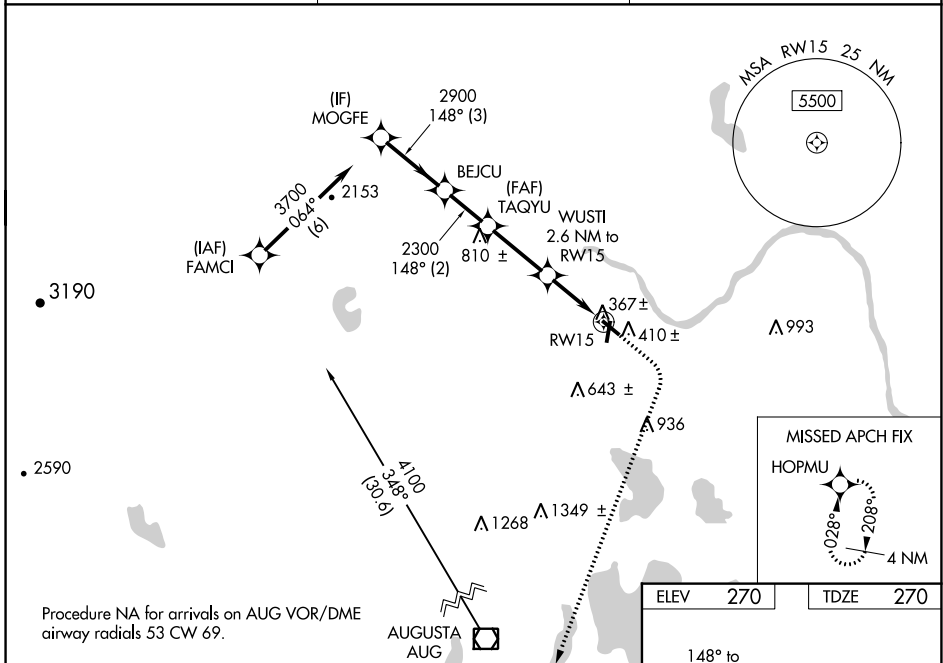 MSA RW15 25 NM
5500
(IF)
MOGFE
2900
148° (3)
BEJCU
(FAF)
TAQYU
3700
064°
(6)
2153
(IAF)
FAMCI
2300
148° (2)
810 ±
WUSTI
2.6 NM to
RW15
3190
367±
RW15
410 ±
993
643 ±
936
2590
4100
348°
(30.6)
1268
1349 ±
MISSED APCH FIX
HOPMU
028°
208°
4 NM
Procedure NA for arrivals on AUG VOR/DME
airway radials 53 CW 69.
AUGUSTA
AUG
ELEV 270
TDZE 270
148° to